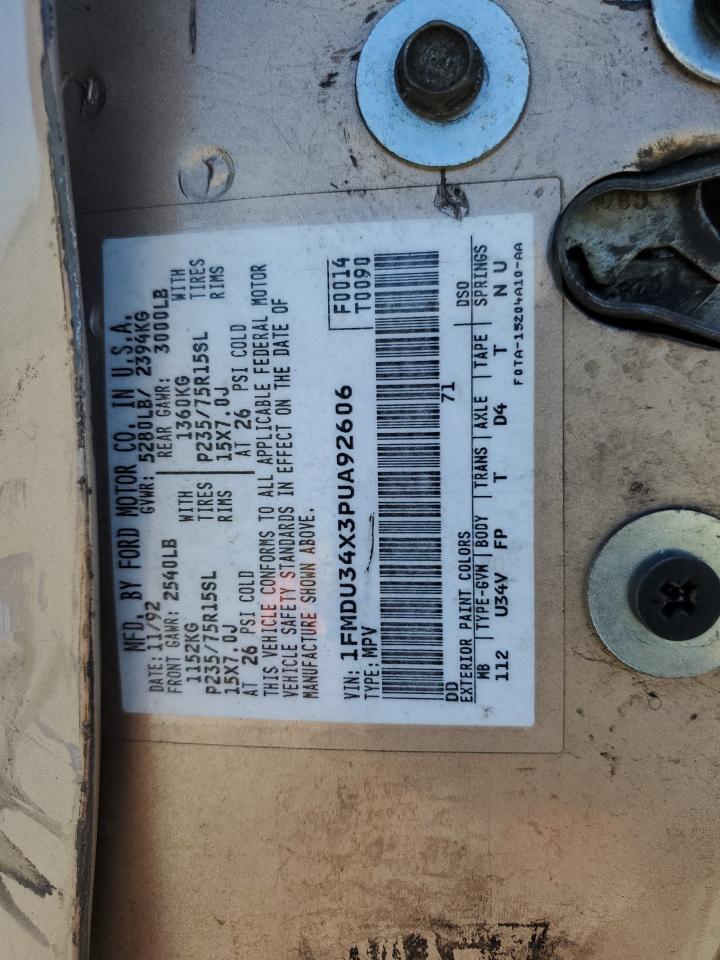 MFD. BY FORD MOTOR CO. IN U.S.A.
DATE: 11/92 GVWR: 5280LB/ 2394KG
FRONT GAWR: 2540LB REAR GAWR: 3000LB
1152KG WITH 1360KG WITH
P235/75R15SL TIRES P235/75R15SL TIRES
15X7.0J RIMS 15X7.0J RIMS
AT 26 PSI COLD AT 26 PSI COLD
THIS VEHICLE CONFORMS TO ALL APPLICABLE FEDERAL MOTOR
VEHICLE SAFETY STANDARDS IN EFFECT ON THE DATE OF
MANUFACTURE SHOWN ABOVE.
F0014
VIN: 1FMDU34X3PUA92606
T0090
TYPE: MPV
DD 71
EXTERIOR PAINT COLORS DSO
WB TYPE-GVM BODY TRANS AXLE TAPE SPRINGS
112 U34V FP T D4 T N U
F0TA-15204A10-AA